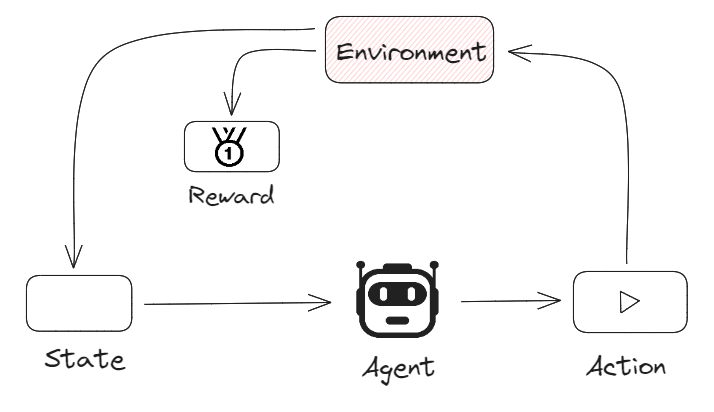 Environment
1
Reward
State
Agent
Action